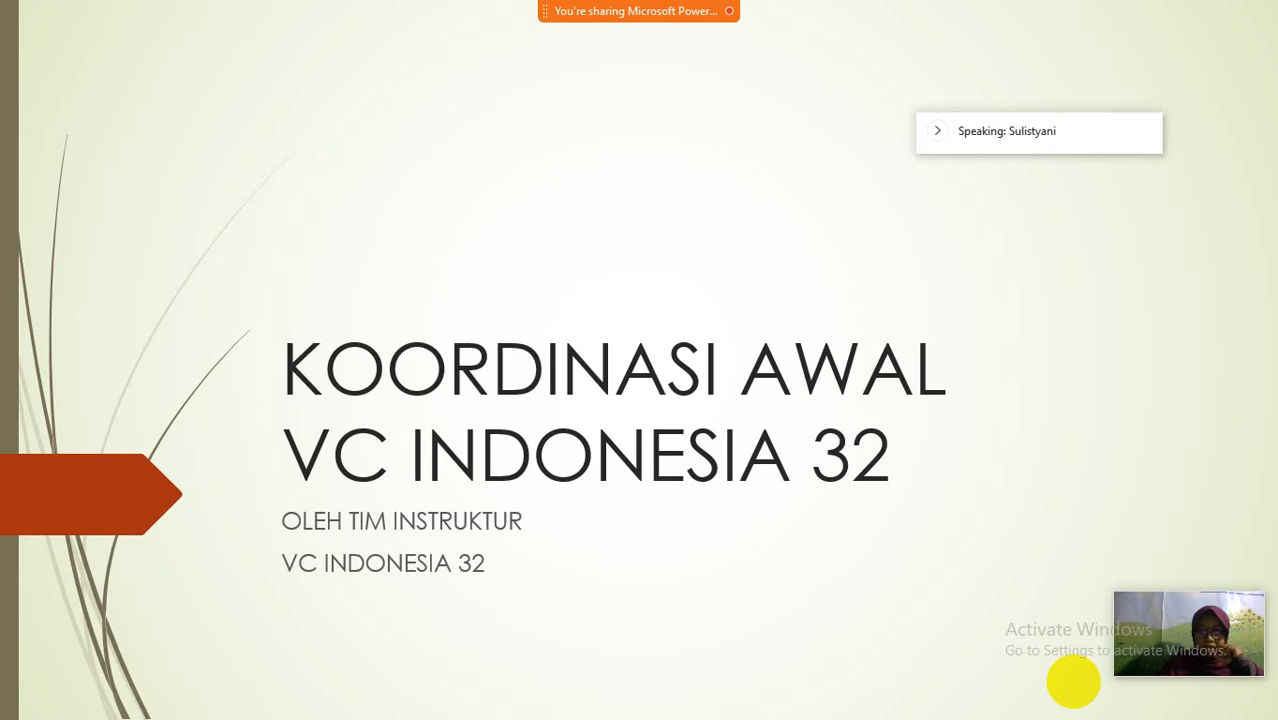 You're sharing Microsoft Power...
Speaking: Sulistyani
KOORDINASI AWAL
VC INDONESIA 32
OLEH TIM INSTRUKTUR
VC INDONESIA 32
Activate Windows
Go to Settings to activate Windows.